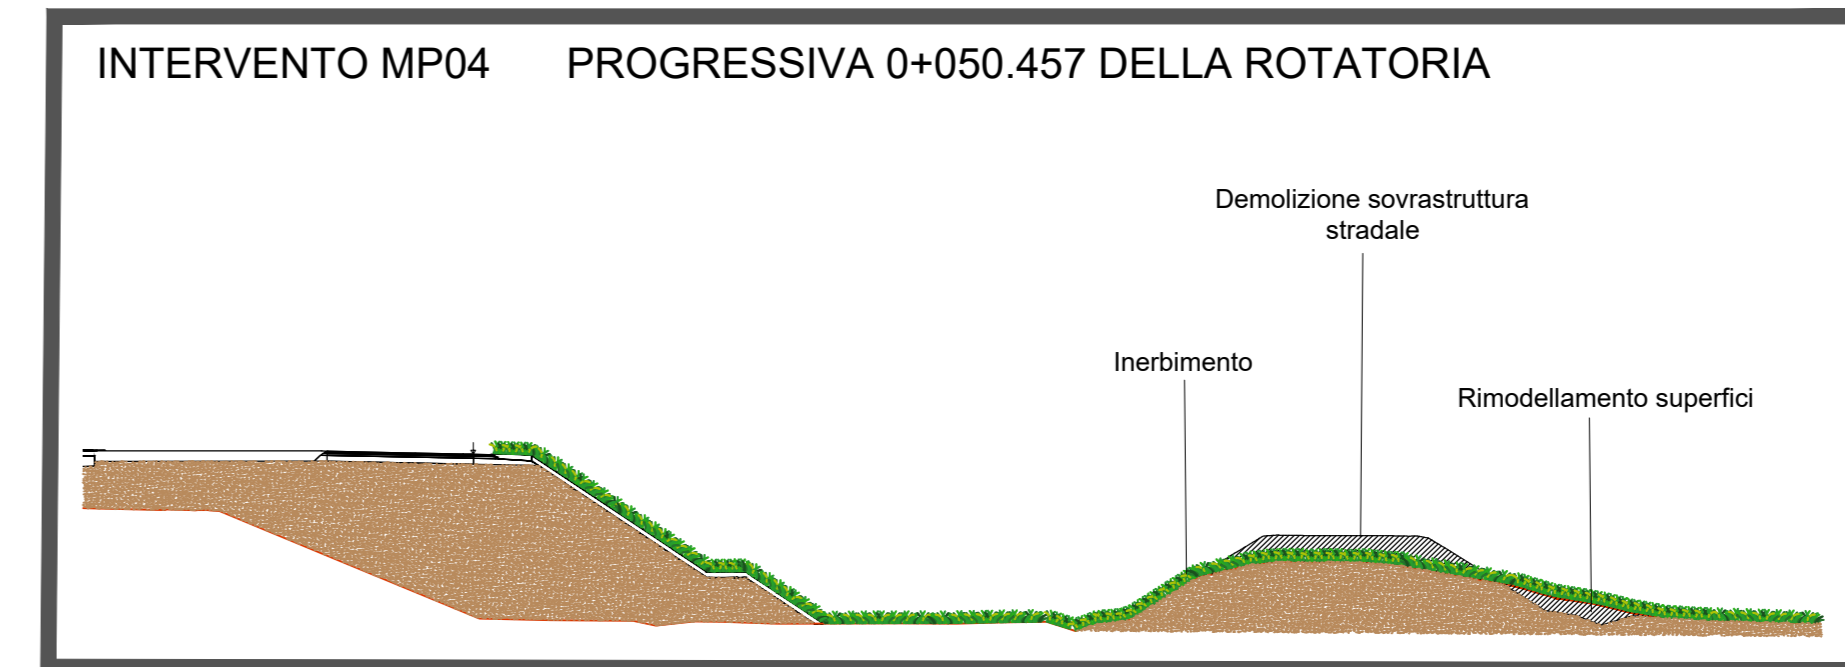 INTERVENTO MP04 PROGRESSIVA 0+050.457 DELLA ROTATORIA
Demolizione sovrastruttura
stradale
Inerbimento
Rimodellamento superfici